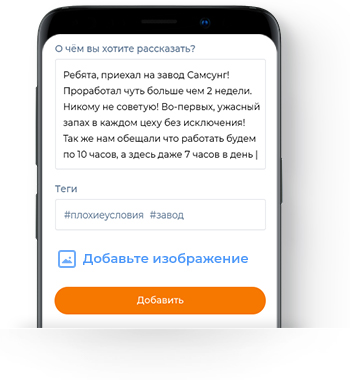 О чём вы хотите рассказать?
Ребята, приехал на завод Самсунг!
Проработал чуть больше чем 2 недели.
Никому не советую! Во-первых, ужасный
запах в каждом цеху без исключения!
Так же нам обещали что работать будем
по 10 часов, а здесь даже 7 часов в день |
Теги
#плохиеусловия #завод
Добавьте изображение
Добавить